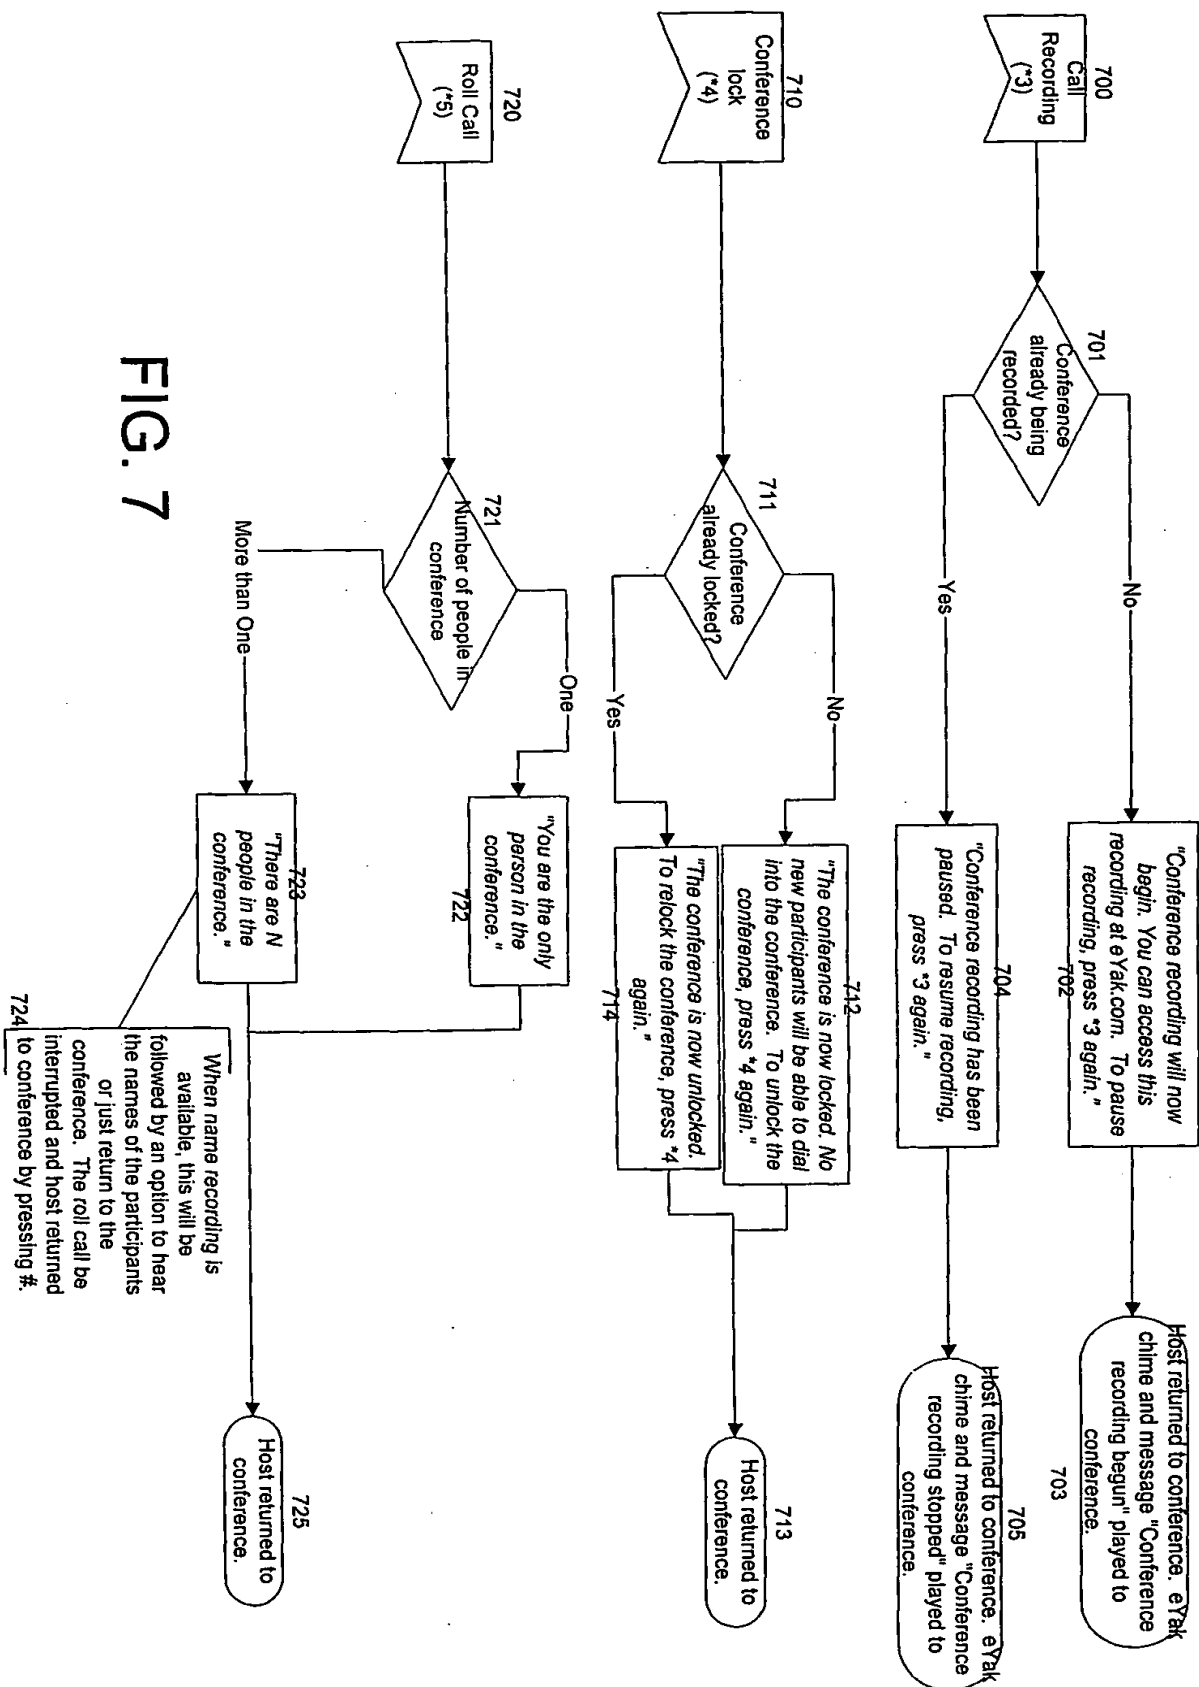 700
Call
Recording
(*3)
701
Conference
already being
recorded?
No
Yes
"Conference recording will now
begin. You can access this
recording at eYak.com. To pause
recording, press *3 again."
702
Host returned to conference. eYak
chime and message "Conference
recording begun" played to
conference.
703
704
"Conference recording has been
paused. To resume recording,
press *3 again."
705
Host returned to conference. eYak
chime and message "Conference
recording stopped" played to
conference.
710
Conference
lock
(*4)
711
Conference
already locked?
No
Yes
712
"The conference is now locked. No
new participants will be able to dial
into the conference. To unlock the
conference, press *4 again."
"The conference is now unlocked.
To relock the conference, press *4
again."
714
713
Host returned to
conference.
720
Roll Call
(*5)
721
Number of people in
conference
One
More than One
"You are the only
person in the
conference."
722
723
"There are N
people in the
conference."
When name recording is
available, this will be
followed by an option to hear
the names of the participants
or just return to the
conference. The roll call be
interrupted and host returned
to conference by pressing #.
724
725
Host returned to
conference.
FIG. 7